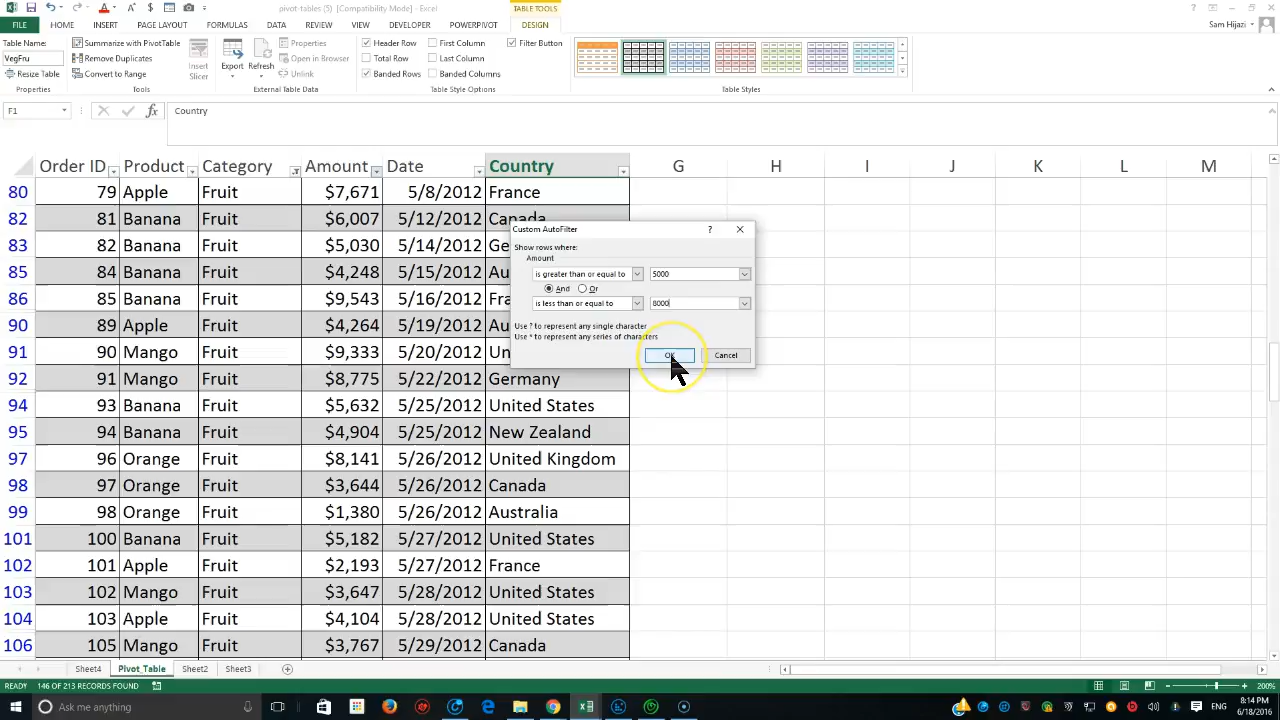 pivot-tables (5) [Compatibility Mode] - Excel
TABLE TOOLS
FILE HOME INSERT PAGE LAYOUT FORMULAS DATA REVIEW VIEW DEVELOPER POWERPIVOT DESIGN Sam Hijazi
Table Name:
VegFru
Resize Table
Properties
Summarize with PivotTable
Remove Duplicates
Convert to Range
Tools
Insert
Slicer
Export
Refresh
Properties
Open in Browser
Unlink
External Table Data
Header Row First Column Filter Button
Total Row Last Column
Banded Rows Banded Columns
Table Style Options
Table Styles
F1 fx Country
Order ID Product Category Amount Date Country G H I J K L M
80 79 Apple Fruit $7,671 5/8/2012 France
82 81 Banana Fruit $6,007 5/12/2012 Canada
83 82 Banana Fruit $5,030 5/14/2012 Ge
85 84 Banana Fruit $4,248 5/15/2012 Au
86 85 Banana Fruit $9,543 5/16/2012 Fra
90 89 Apple Fruit $4,264 5/19/2012 Au
91 90 Mango Fruit $9,333 5/20/2012 Un
92 91 Mango Fruit $8,775 5/22/2012 Germany
94 93 Banana Fruit $5,632 5/25/2012 United States
95 94 Banana Fruit $4,904 5/25/2012 New Zealand
97 96 Orange Fruit $8,141 5/26/2012 United Kingdom
98 97 Orange Fruit $3,644 5/26/2012 Canada
99 98 Orange Fruit $1,380 5/26/2012 Australia
101 100 Banana Fruit $5,182 5/27/2012 United States
102 101 Apple Fruit $2,193 5/27/2012 France
103 102 Mango Fruit $3,647 5/28/2012 United States
104 103 Apple Fruit $4,104 5/28/2012 United States
106 105 Mango Fruit $3,767 5/29/2012 Canada
Custom AutoFilter
Show rows where:
Amount
is greater than or equal to 5000
And Or
is less than or equal to 8000
Use ? to represent any single character
Use * to represent any series of characters
OK Cancel
Sheet4 Pivot_Table Sheet2 Sheet3
READY 146 OF 213 RECORDS FOUND 200%
Ask me anything
ENG
8:14 PM
6/18/2016